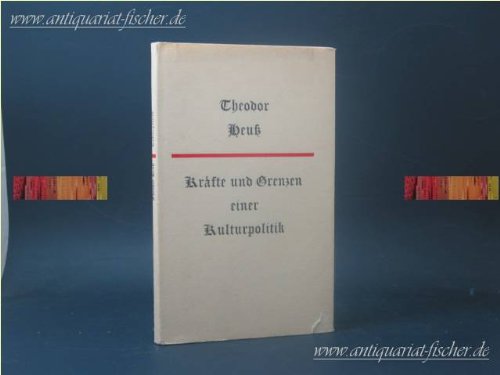 www.antiquariat-fischer.de
Theodor
Heuß
Kräfte und Grenzen
einer
Kulturpolitik
www.antiquariat-fischer.de